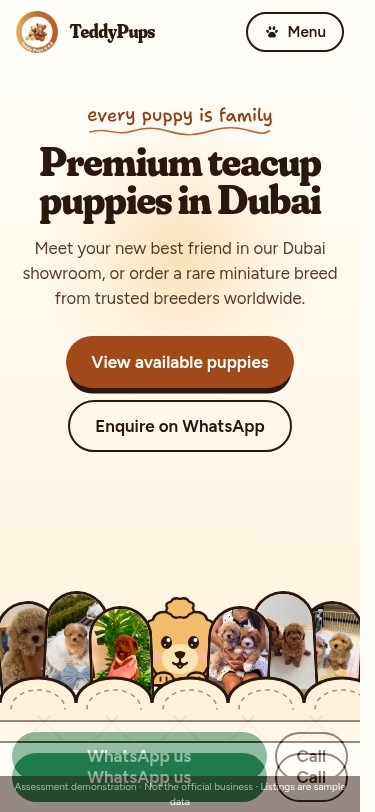 TeddyPups
Menu
every puppy is family
Premium teacup
puppies in Dubai
Meet your new best friend in our Dubai
showroom, or order a rare miniature breed
from trusted breeders worldwide.
View available puppies
Enquire on WhatsApp
WhatsApp us
Call
WhatsApp us
Call
Assessment demonstration · Not the official business · Listings are sample
data